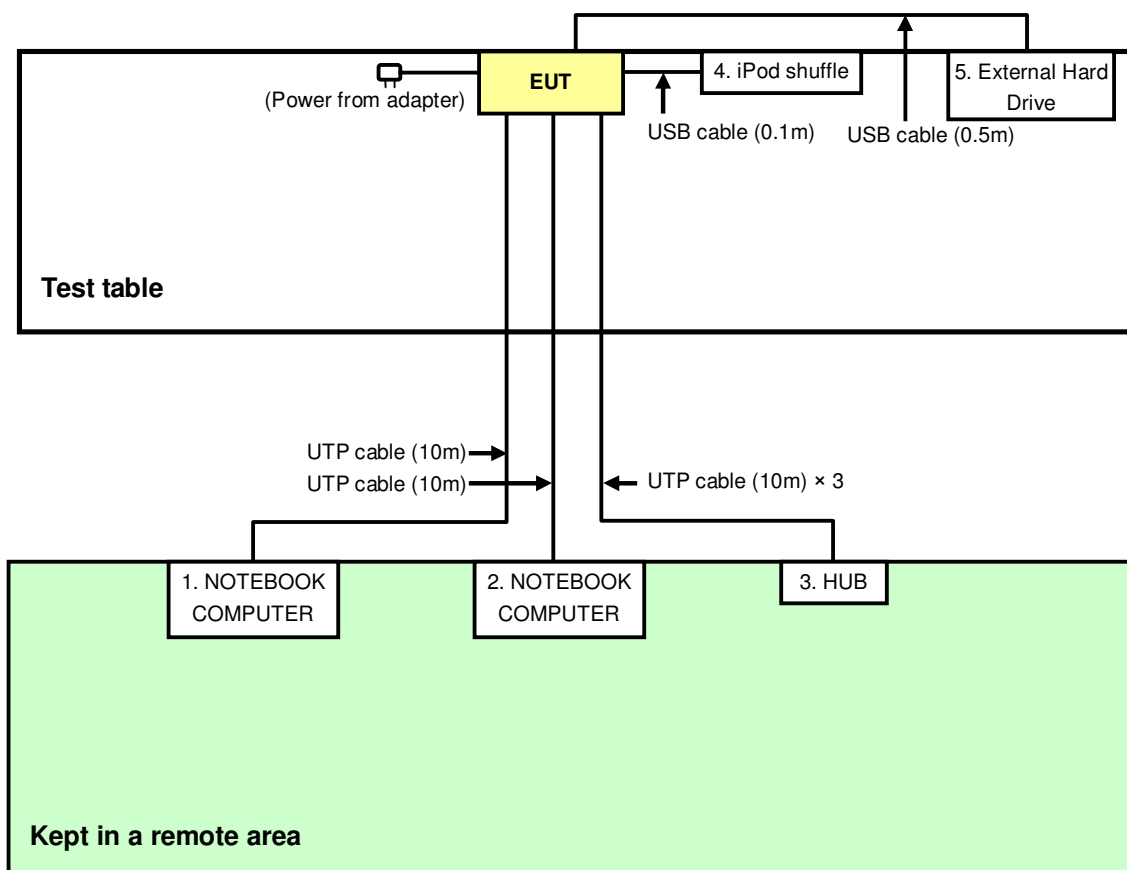 EUT
(Power from adapter)
4. iPod shuffle
5. External Hard
Drive
USB cable (0.1m)
USB cable (0.5m)
Test table
UTP cable (10m)
UTP cable (10m)
UTP cable (10m) × 3
1. NOTEBOOK
COMPUTER
2. NOTEBOOK
COMPUTER
3. HUB
Kept in a remote area